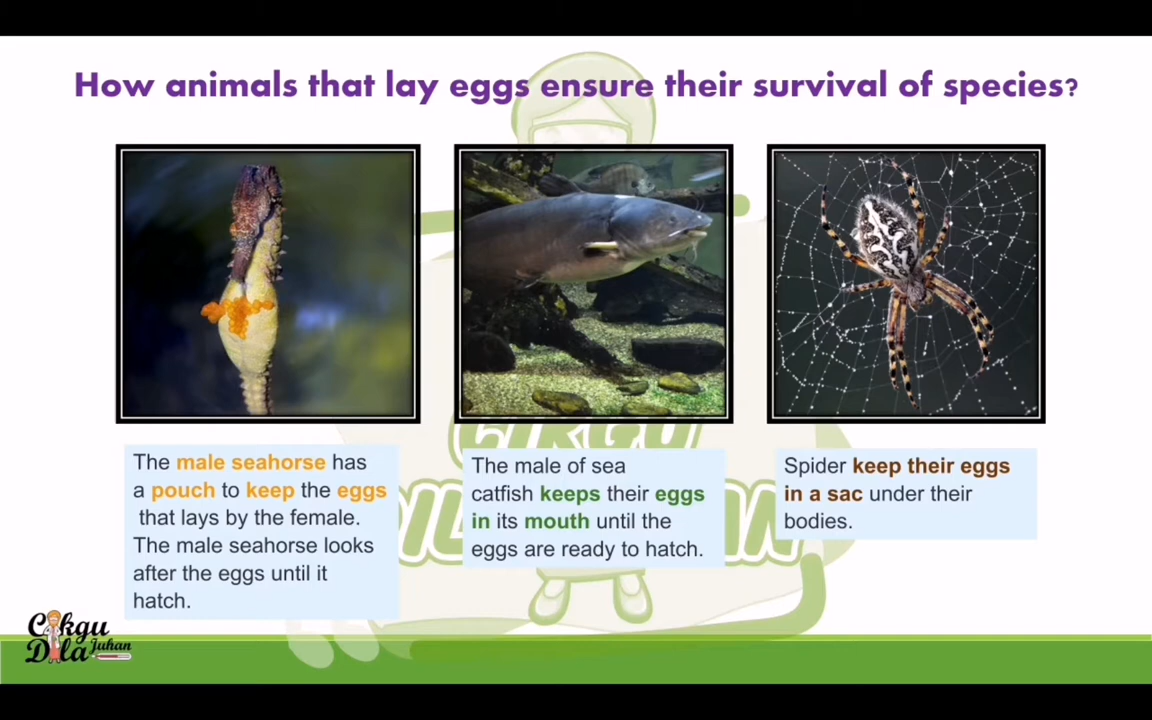 How animals that lay eggs ensure their survival of species?
The male seahorse has
a pouch to keep the eggs
that lays by the female.
The male seahorse looks
after the eggs until it
hatch.
The male of sea
catfish keeps their eggs
in its mouth until the
eggs are ready to hatch.
Spider keep their eggs
in a sac under their
bodies.
Cikgu
Dila Juhan
CIKGU